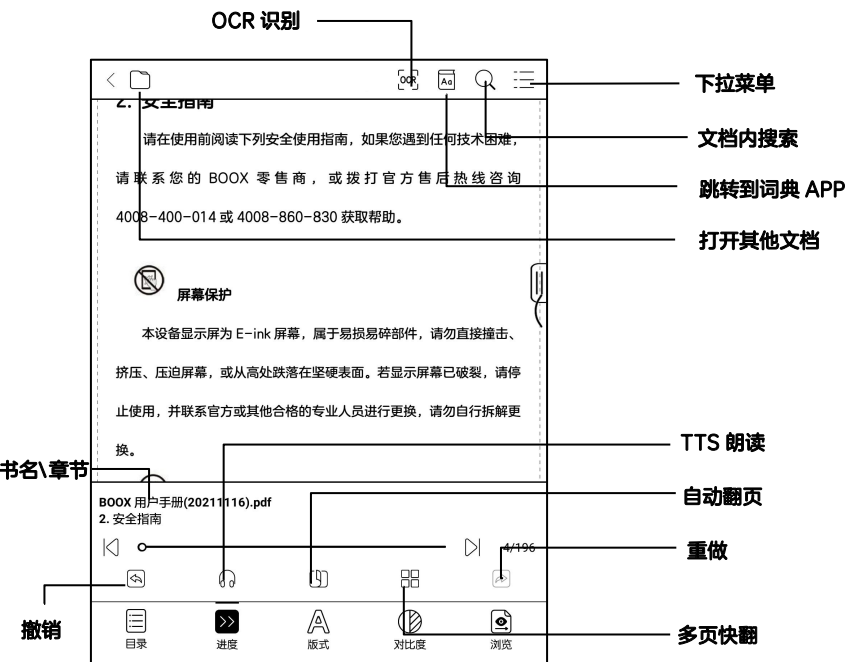 OCR 识别
下拉菜单
文档内搜索
跳转到词典 APP
打开其他文档
OCR
Aa
2. 安全指南
请在使用前阅读下列安全使用指南，如果您遇到任何技术困难，
请联系您的 BOOX 零售商，或拨打官方售后热线咨询
4008-400-014 或 4008-860-830 获取帮助。
屏幕保护
本设备显示屏为 E-ink 屏幕，属于易损易碎部件，请勿直接撞击、
挤压、压迫屏幕，或从高处跌落在坚硬表面。若显示屏幕已破裂，请停
止使用，并联系官方或其他合格的专业人员进行更换，请勿自行拆解更
换。
TTS 朗读
书名\章节
自动翻页
BOOX 用户手册(20211116).pdf
2. 安全指南
4/196
重做
撤销
多页快翻
目录
进度
版式
对比度
浏览